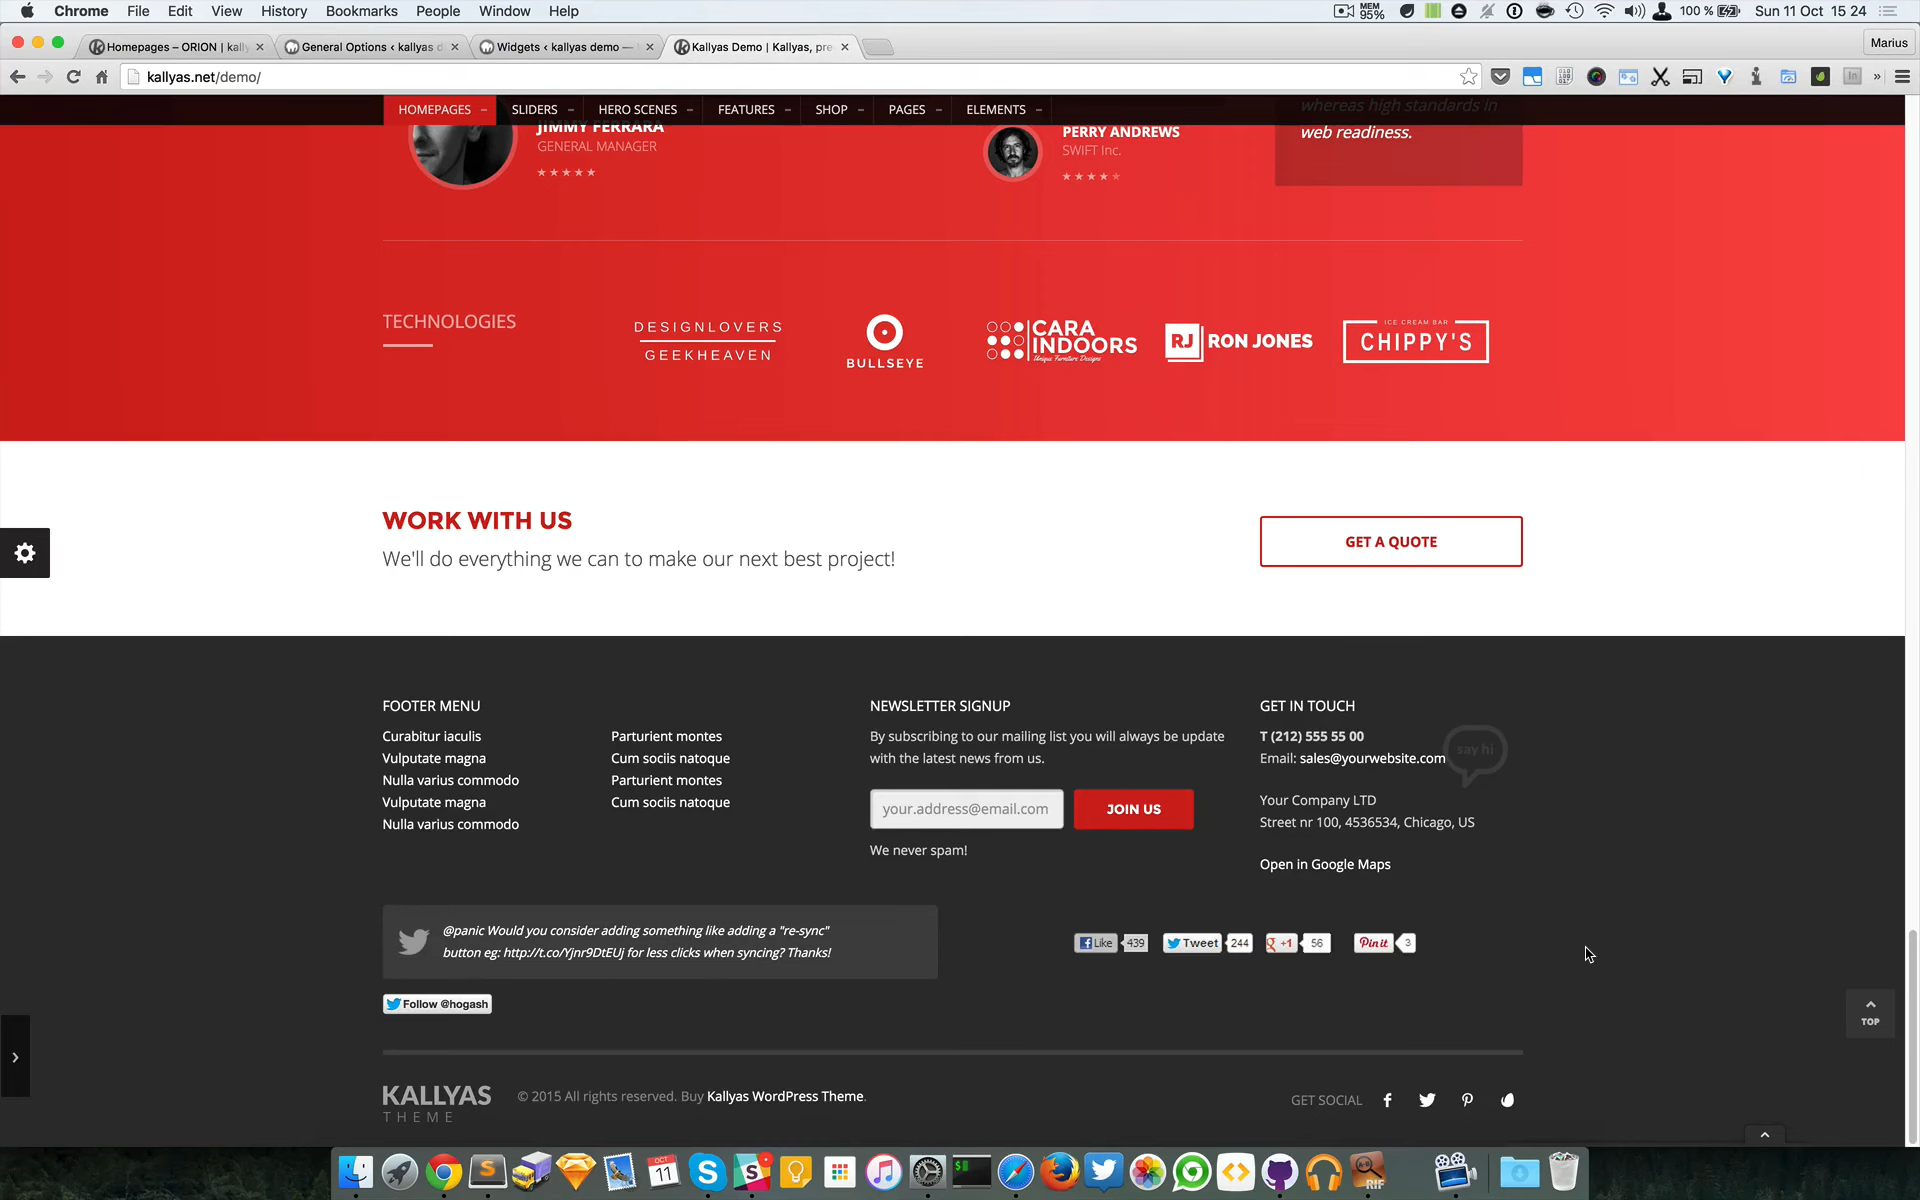 Chrome File Edit View History Bookmarks People Window Help
MEM 95% 100 % Sun 11 Oct 15 24
Homepages – ORION | kally
General Options ‹ kallyas d
Widgets ‹ kallyas demo —
Kallyas Demo | Kallyas, pre
Marius
kallyas.net/demo/
HOMEPAGES SLIDERS HERO SCENES FEATURES SHOP PAGES ELEMENTS
whereas high standards in
web readiness.
JIMMY FERRARA
GENERAL MANAGER
PERRY ANDREWS
SWIFT Inc.
TECHNOLOGIES
DESIGNLOVERS
GEEKHEAVEN
BULLSEYE
CARA
INDOORS
Unique Furniture Designs
RJ RON JONES
ICE CREAM BAR
CHIPPY'S
WORK WITH US
We'll do everything we can to make our next best project!
GET A QUOTE
FOOTER MENU
Curabitur iaculis
Vulputate magna
Nulla varius commodo
Vulputate magna
Nulla varius commodo
Parturient montes
Cum sociis natoque
Parturient montes
Cum sociis natoque
NEWSLETTER SIGNUP
By subscribing to our mailing list you will always be update
with the latest news from us.
your.address@email.com
JOIN US
We never spam!
GET IN TOUCH
T (212) 555 55 00
Email: sales@yourwebsite.com
say hi
Your Company LTD
Street nr 100, 4536534, Chicago, US
Open in Google Maps
@panic Would you consider adding something like adding a "re-sync"
button eg: http://t.co/Yjnr9DtEUj for less clicks when syncing? Thanks!
Like 439 Tweet 244 +1 56 Pin it 3
Follow @hogash
TOP
KALLYAS
THEME
© 2015 All rights reserved. Buy Kallyas WordPress Theme.
GET SOCIAL
OCT
11
RIF